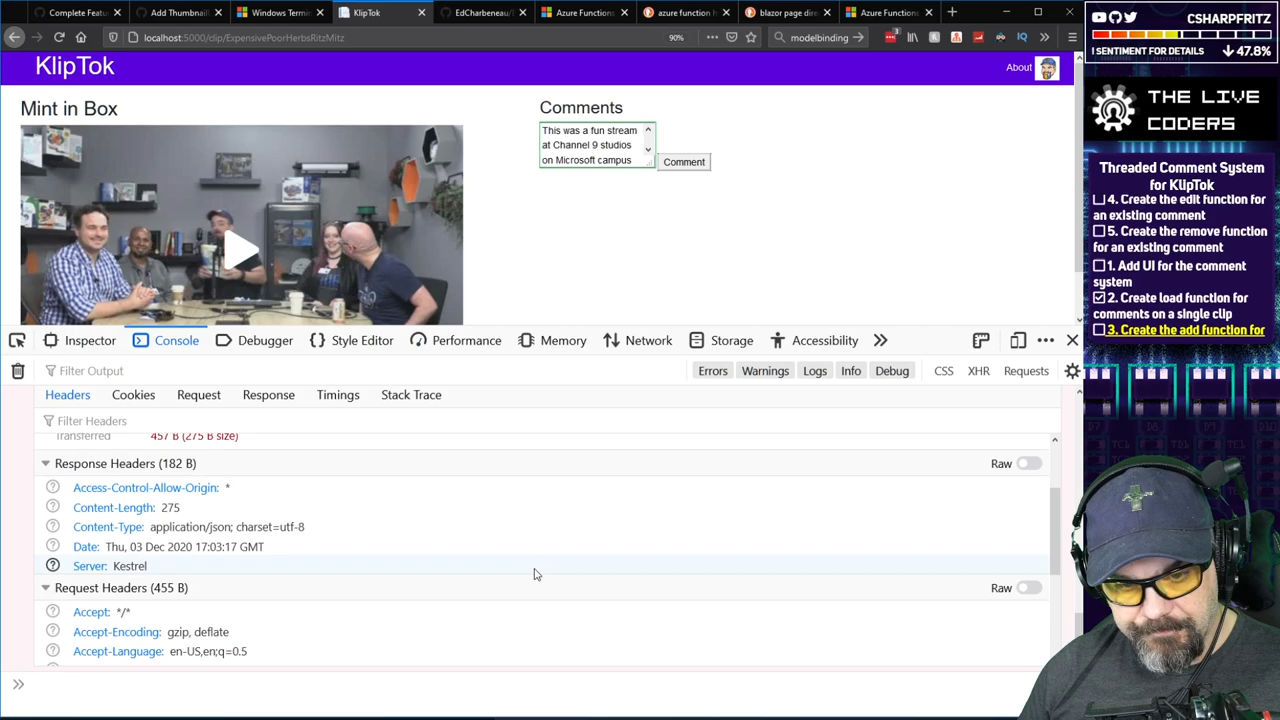 Complete Featu
Add Thumbnail
Windows Termi
KlipTok
EdCharbeneau/
Azure Functions
azure function h
blazor page dire
Azure Functions
localhost:5000/clip/ExpensivePoorHerbsRitzMitz
90%
modelbinding
KlipTok
About
Mint in Box
Comments
This was a fun stream
at Channel 9 studios
on Microsoft campus
Comment
Inspector
Console
Debugger
Style Editor
Performance
Memory
Network
Storage
Accessibility
Filter Output
Errors
Warnings
Logs
Info
Debug
CSS
XHR
Requests
Headers
Cookies
Request
Response
Timings
Stack Trace
Filter Headers
Transferred 457 B (275 B size)
Response Headers (182 B)
Raw
Access-Control-Allow-Origin: *
Content-Length: 275
Content-Type: application/json; charset=utf-8
Date: Thu, 03 Dec 2020 17:03:17 GMT
Server: Kestrel
Request Headers (455 B)
Raw
Accept: */*
Accept-Encoding: gzip, deflate
Accept-Language: en-US,en;q=0.5
CSHARPFRITZ
! SENTIMENT FOR DETAILS
47.8%
THE LIVE
CODERS
Threaded Comment System
for KlipTok
4. Create the edit function for
an existing comment
5. Create the remove function
for an existing comment
1. Add UI for the comment
system
2. Create load function for
comments on a single clip
3. Create the add function for